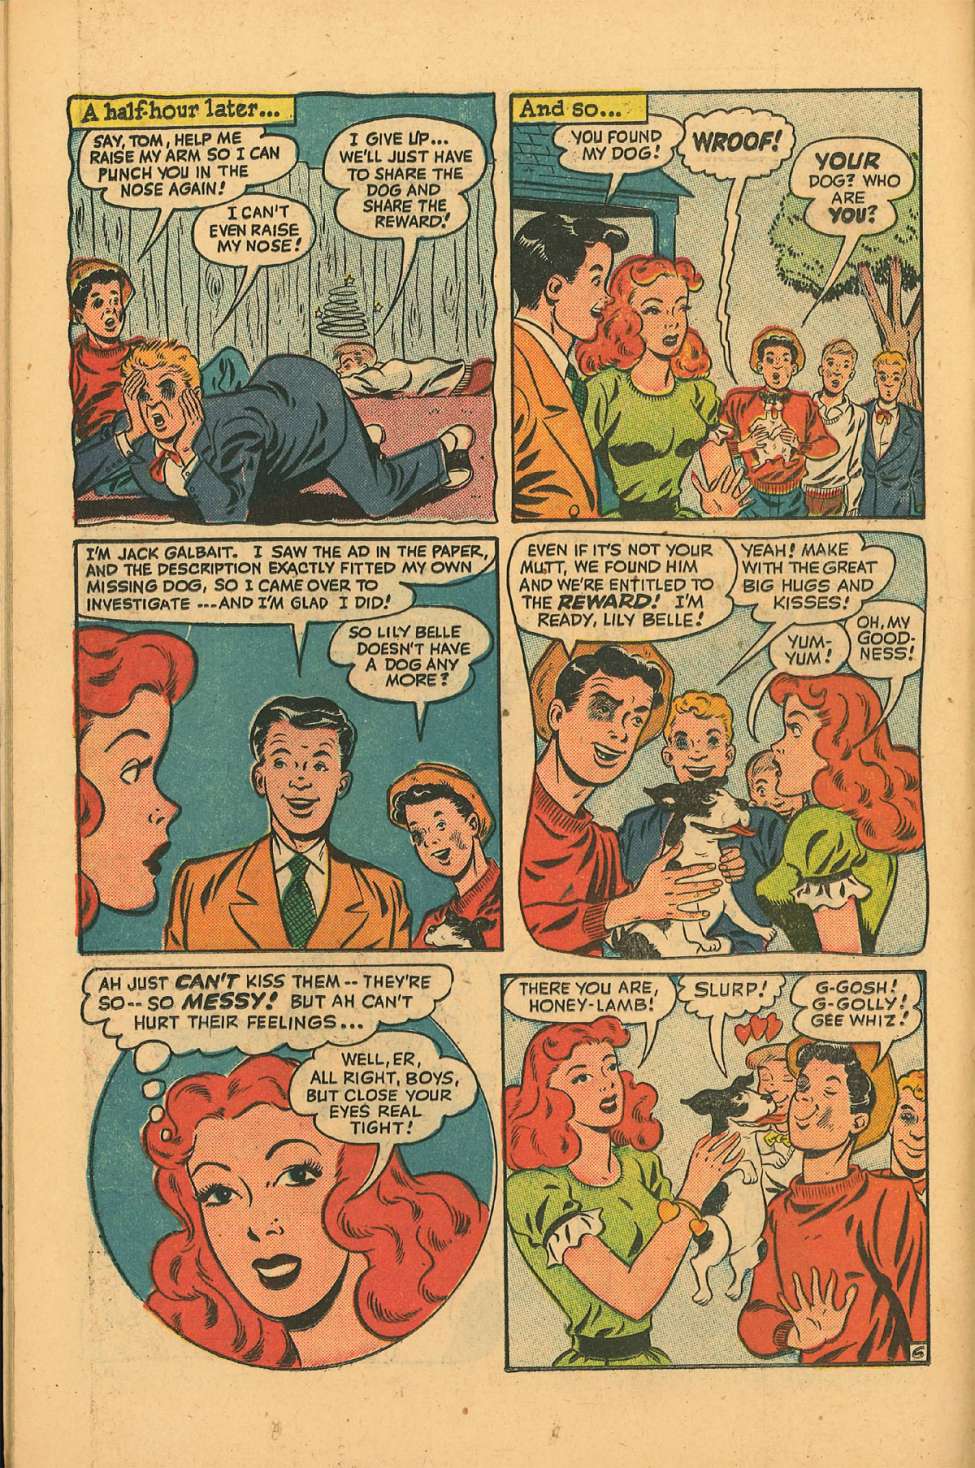 A half-hour later...
SAY, TOM, HELP ME
RAISE MY ARM SO I CAN
PUNCH YOU IN THE
NOSE AGAIN!
I CAN'T
EVEN RAISE
MY NOSE!
I GIVE UP...
WE'LL JUST HAVE
TO SHARE THE
DOG AND
SHARE THE
REWARD!
And so...
YOU FOUND
MY DOG!
WROOF!
YOUR
DOG? WHO
ARE
YOU?
I'M JACK GALBAIT. I SAW THE AD IN THE PAPER,
AND THE DESCRIPTION EXACTLY FITTED MY OWN
MISSING DOG, SO I CAME OVER TO
INVESTIGATE ---AND I'M GLAD I DID!
SO LILY BELLE
DOESN'T HAVE
A DOG ANY
MORE?
EVEN IF IT'S NOT YOUR
MUTT, WE FOUND HIM
AND WE'RE ENTITLED TO
THE REWARD! I'M
READY, LILY BELLE!
YEAH! MAKE
WITH THE GREAT
BIG HUGS AND
KISSES!
YUM-
YUM!
OH, MY
GOOD-
NESS!
AH JUST CAN'T KISS THEM -- THEY'RE
SO -- SO MESSY! BUT AH CAN'T
HURT THEIR FEELINGS...
WELL, ER,
ALL RIGHT, BOYS,
BUT CLOSE YOUR
EYES REAL
TIGHT!
THERE YOU ARE,
HONEY-LAMB!
SLURP!
G-GOSH!
G-GOLLY!
GEE WHIZ!
6